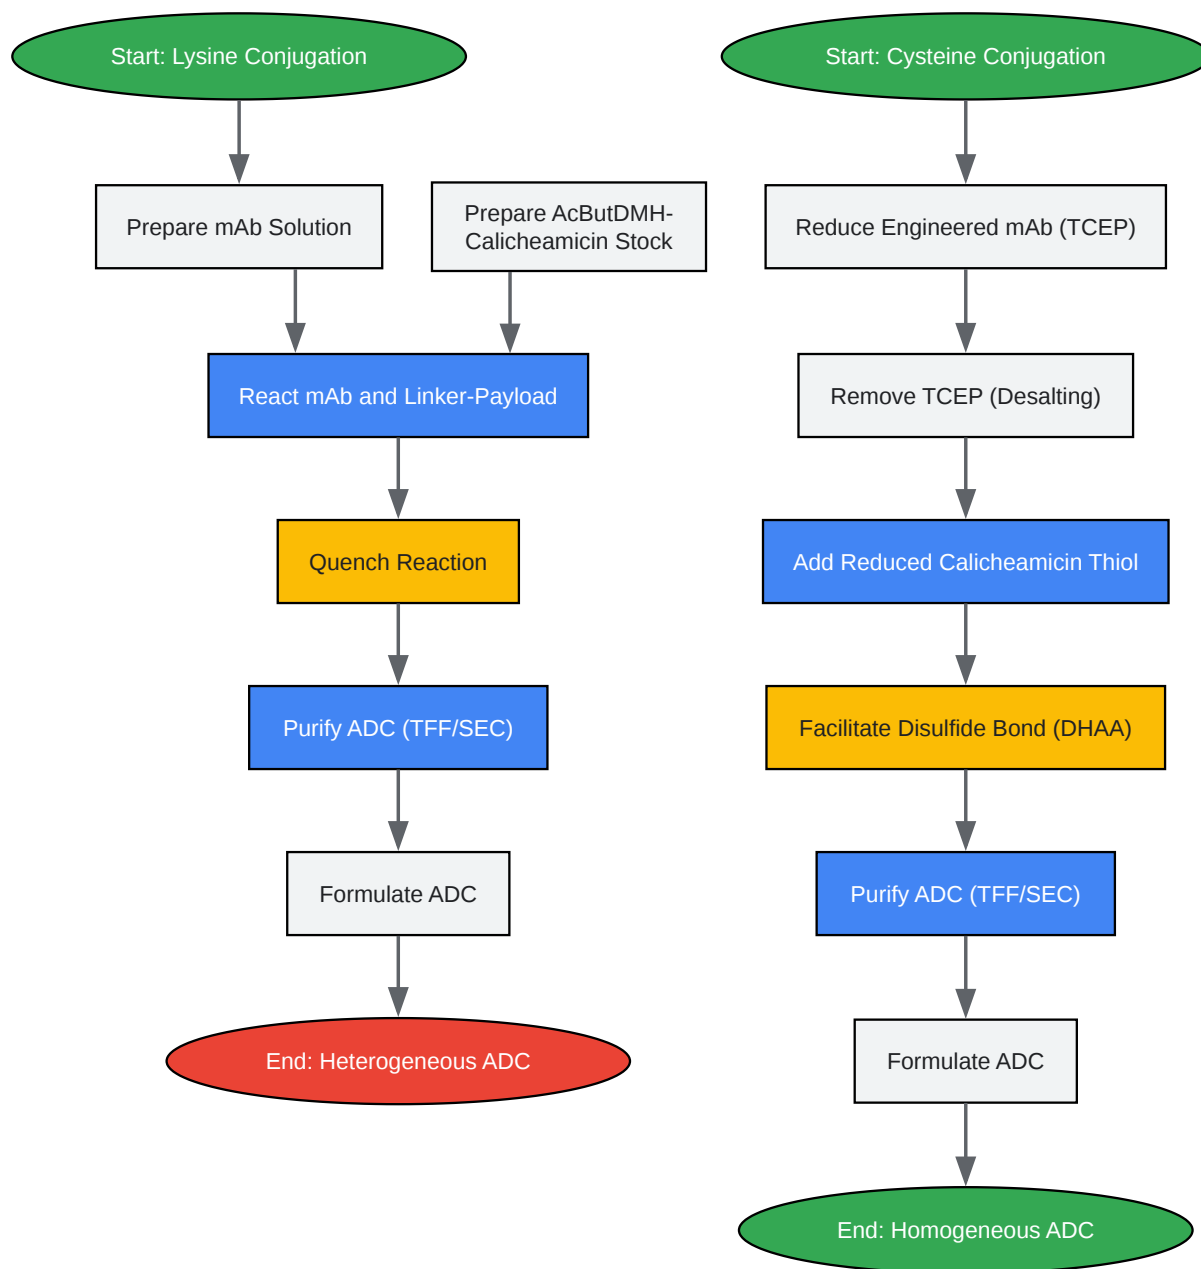 Start: Lysine Conjugation
Prepare mAb Solution
Prepare AcButDMH-
Calicheamicin Stock
React mAb and Linker-Payload
Quench Reaction
Purify ADC (TFF/SEC)
Formulate ADC
End: Heterogeneous ADC
Start: Cysteine Conjugation
Reduce Engineered mAb (TCEP)
Remove TCEP (Desalting)
Add Reduced Calicheamicin Thiol
Facilitate Disulfide Bond (DHAA)
Purify ADC (TFF/SEC)
Formulate ADC
End: Homogeneous ADC